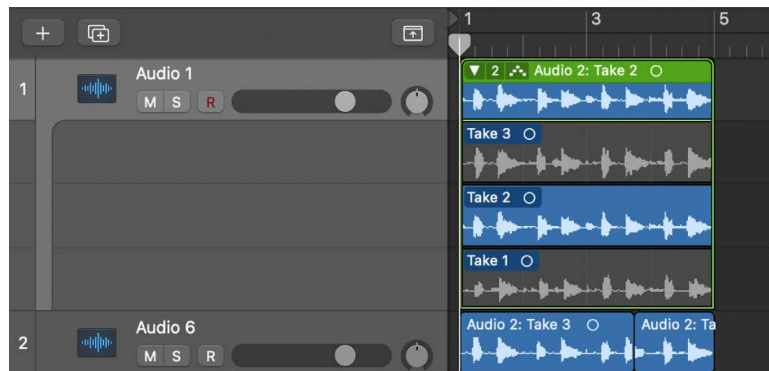 1 3 5
1 Audio 1
M S R
2 Audio 2: Take 2
Take 3
Take 2
Take 1
2 Audio 6
M S R
Audio 2: Take 3 Audio 2: Ta